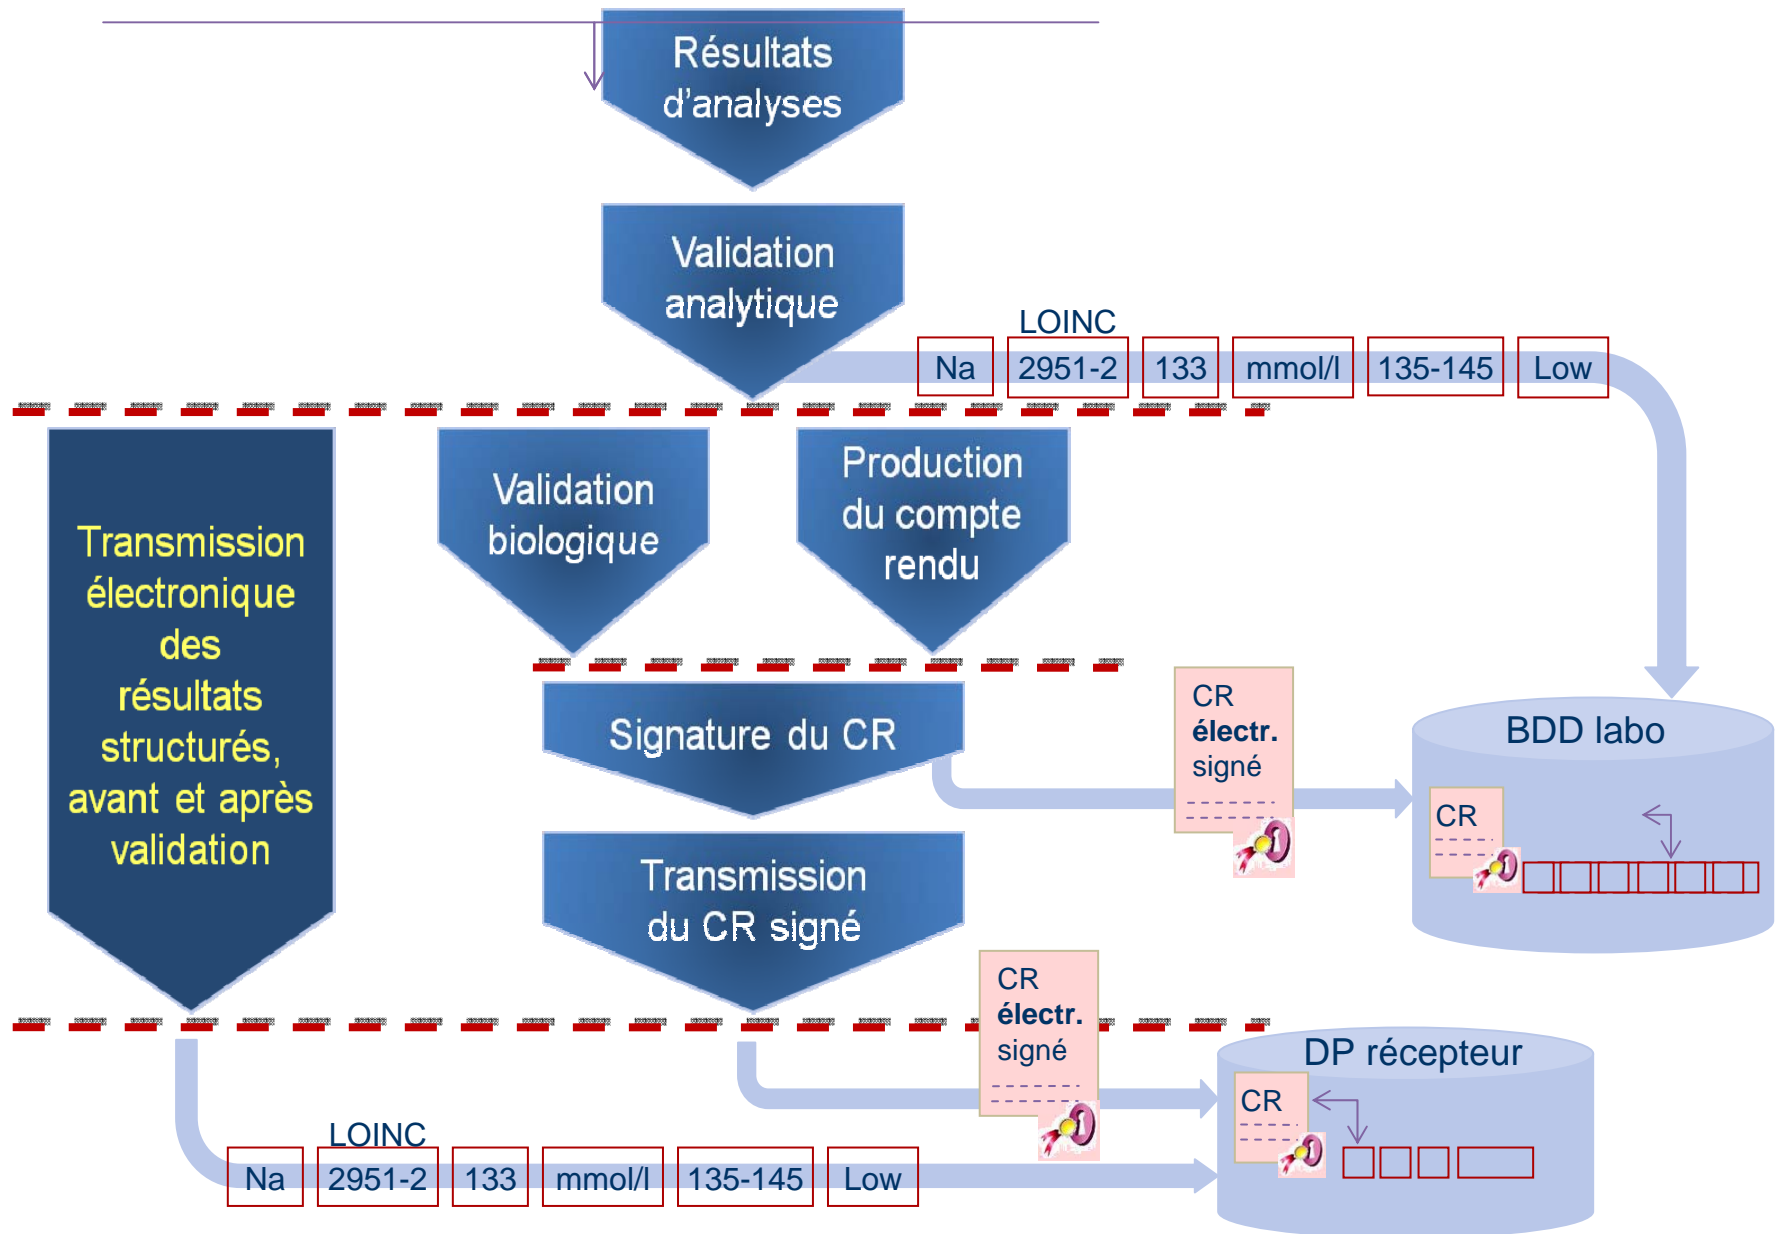 Résultats
d'analyses
Validation
analytique
LOINC
Na 2951-2 133 mmol/l 135-145 Low
Transmission
électronique
des
résultats
structurés,
avant et après
validation
Validation
biologique
Production
du compte
rendu
Signature du CR
CR
électr.
signé
BDD labo
CR
Transmission
du CR signé
CR
électr.
signé
DP récepteur
CR
LOINC
Na 2951-2 133 mmol/l 135-145 Low